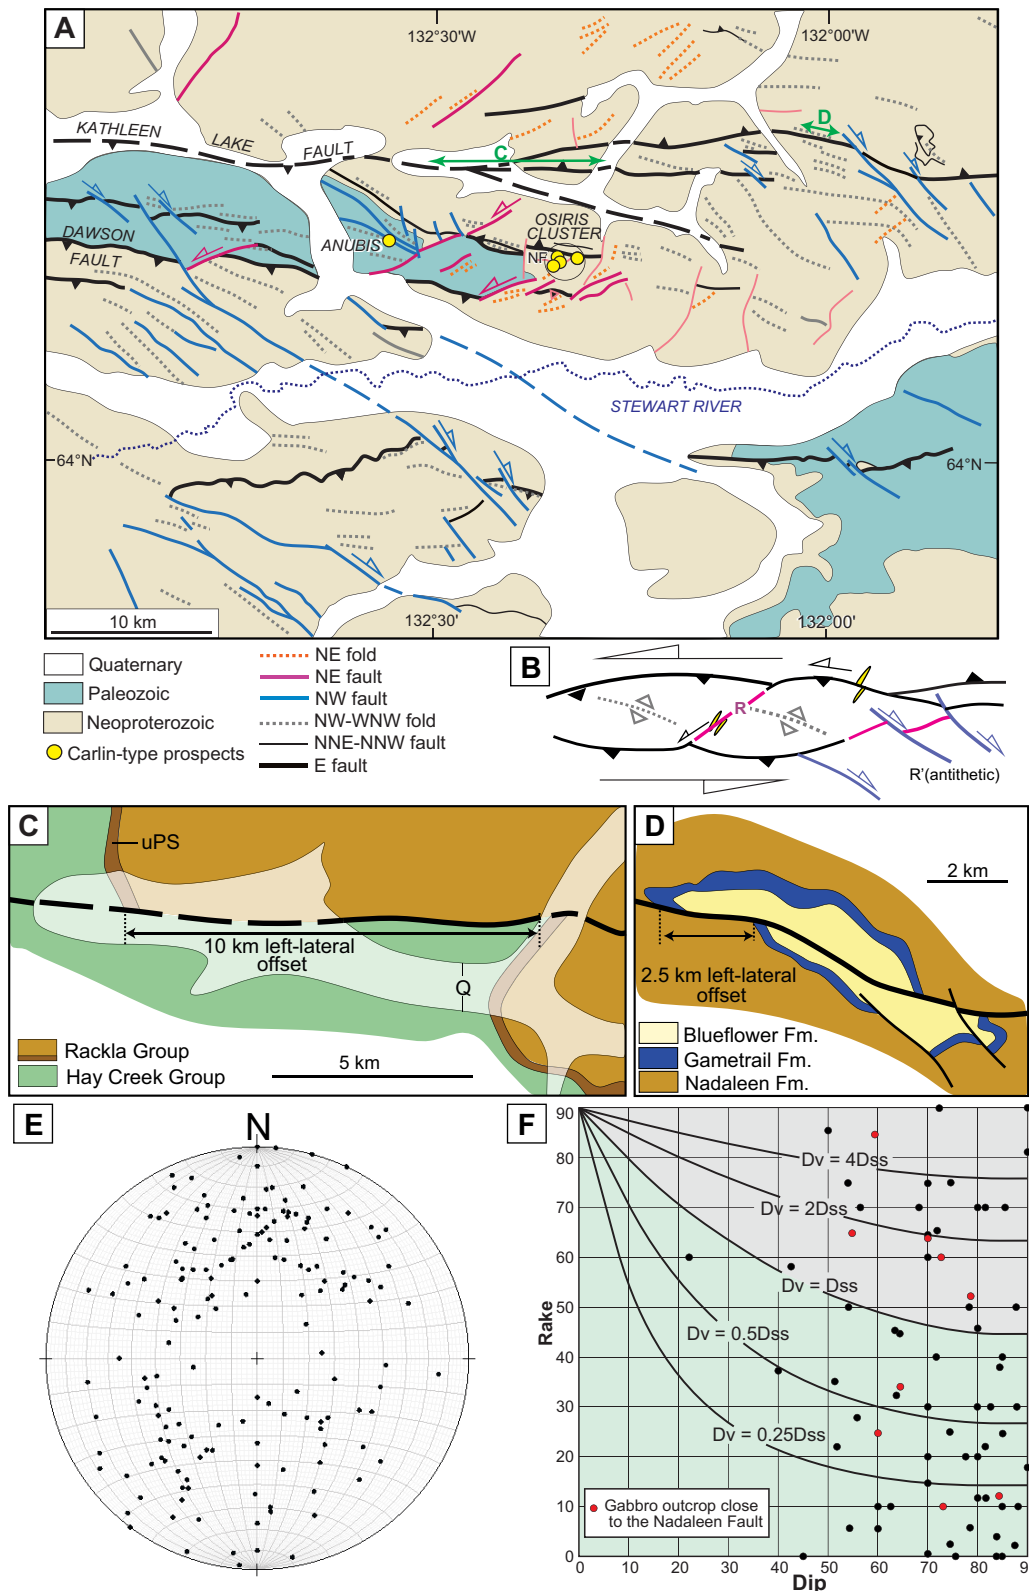 A
132°30'W
132°00'W
KATHLEEN
LAKE
FAULT
C
D
DAWSON
FAULT
ANUBIS
OSIRIS
CLUSTER
NF
STEWART RIVER
64°N
64°N
10 km
132°30'
132°00'
Quaternary
Paleozoic
Neoproterozoic
Carlin-type prospects
NE fold
NE fault
NW fault
NW-WNW fold
NNE-NNW fault
E fault
B
R
R'(antithetic)
C
uPS
10 km left-lateral
offset
Q
Rackla Group
Hay Creek Group
5 km
D
2 km
2.5 km left-lateral
offset
Blueflower Fm.
Gametrail Fm.
Nadaleen Fm.
E
N
F
Rake
90
80
70
60
50
40
30
20
10
0
Dv = 4Dss
Dv = 2Dss
Dv = Dss
Dv = 0.5Dss
Dv = 0.25Dss
Gabbro outcrop close
to the Nadaleen Fault
0 10 20 30 40 50 60 70 80 9
Dip